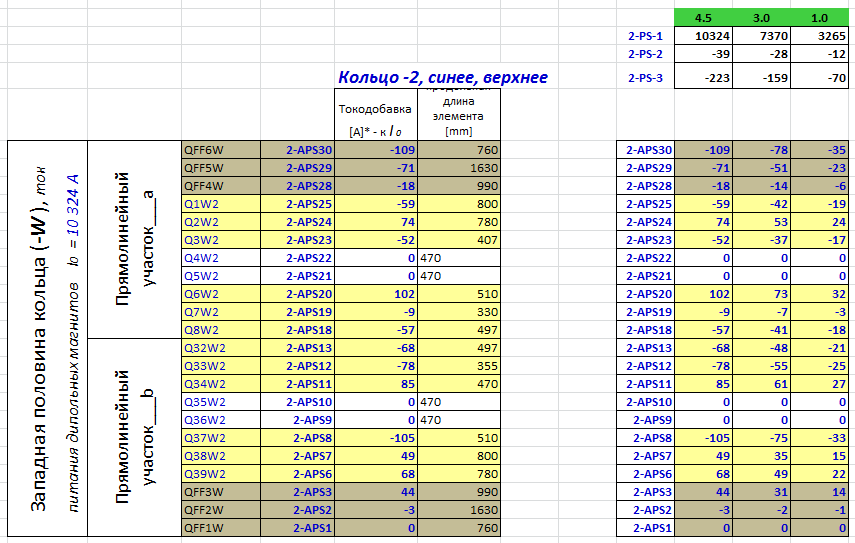 4.5 3.0 1.0
2-PS-1 10324 7370 3265
2-PS-2 -39 -28 -12
Кольцо -2, синее, верхнее 2-PS-3 -223 -159 -70
Токодобавка
[A]* - к I 0
длина
элемента
[mm]
Западная половина кольца (-W), ток
питания дипольных магнитов I0 = 10 324 А
Прямолинейный
участок___a
Прямолинейный
участок___b
QFF6W 2-APS30 -109 760 2-APS30 -109 -78 -35
QFF5W 2-APS29 -71 1630 2-APS29 -71 -51 -23
QFF4W 2-APS28 -18 990 2-APS28 -18 -14 -6
Q1W2 2-APS25 -59 800 2-APS25 -59 -42 -19
Q2W2 2-APS24 74 780 2-APS24 74 53 24
Q3W2 2-APS23 -52 407 2-APS23 -52 -37 -17
Q4W2 2-APS22 0 470 2-APS22 0 0 0
Q5W2 2-APS21 0 470 2-APS21 0 0 0
Q6W2 2-APS20 102 510 2-APS20 102 73 32
Q7W2 2-APS19 -9 330 2-APS19 -9 -7 -3
Q8W2 2-APS18 -57 497 2-APS18 -57 -41 -18
Q32W2 2-APS13 -68 497 2-APS13 -68 -48 -21
Q33W2 2-APS12 -78 355 2-APS12 -78 -55 -25
Q34W2 2-APS11 85 470 2-APS11 85 61 27
Q35W2 2-APS10 0 470 2-APS10 0 0 0
Q36W2 2-APS9 0 470 2-APS9 0 0 0
Q37W2 2-APS8 -105 510 2-APS8 -105 -75 -33
Q38W2 2-APS7 49 800 2-APS7 49 35 15
Q39W2 2-APS6 68 780 2-APS6 68 49 22
QFF3W 2-APS3 44 990 2-APS3 44 31 14
QFF2W 2-APS2 -3 1630 2-APS2 -3 -2 -1
QFF1W 2-APS1 0 760 2-APS1 0 0 0